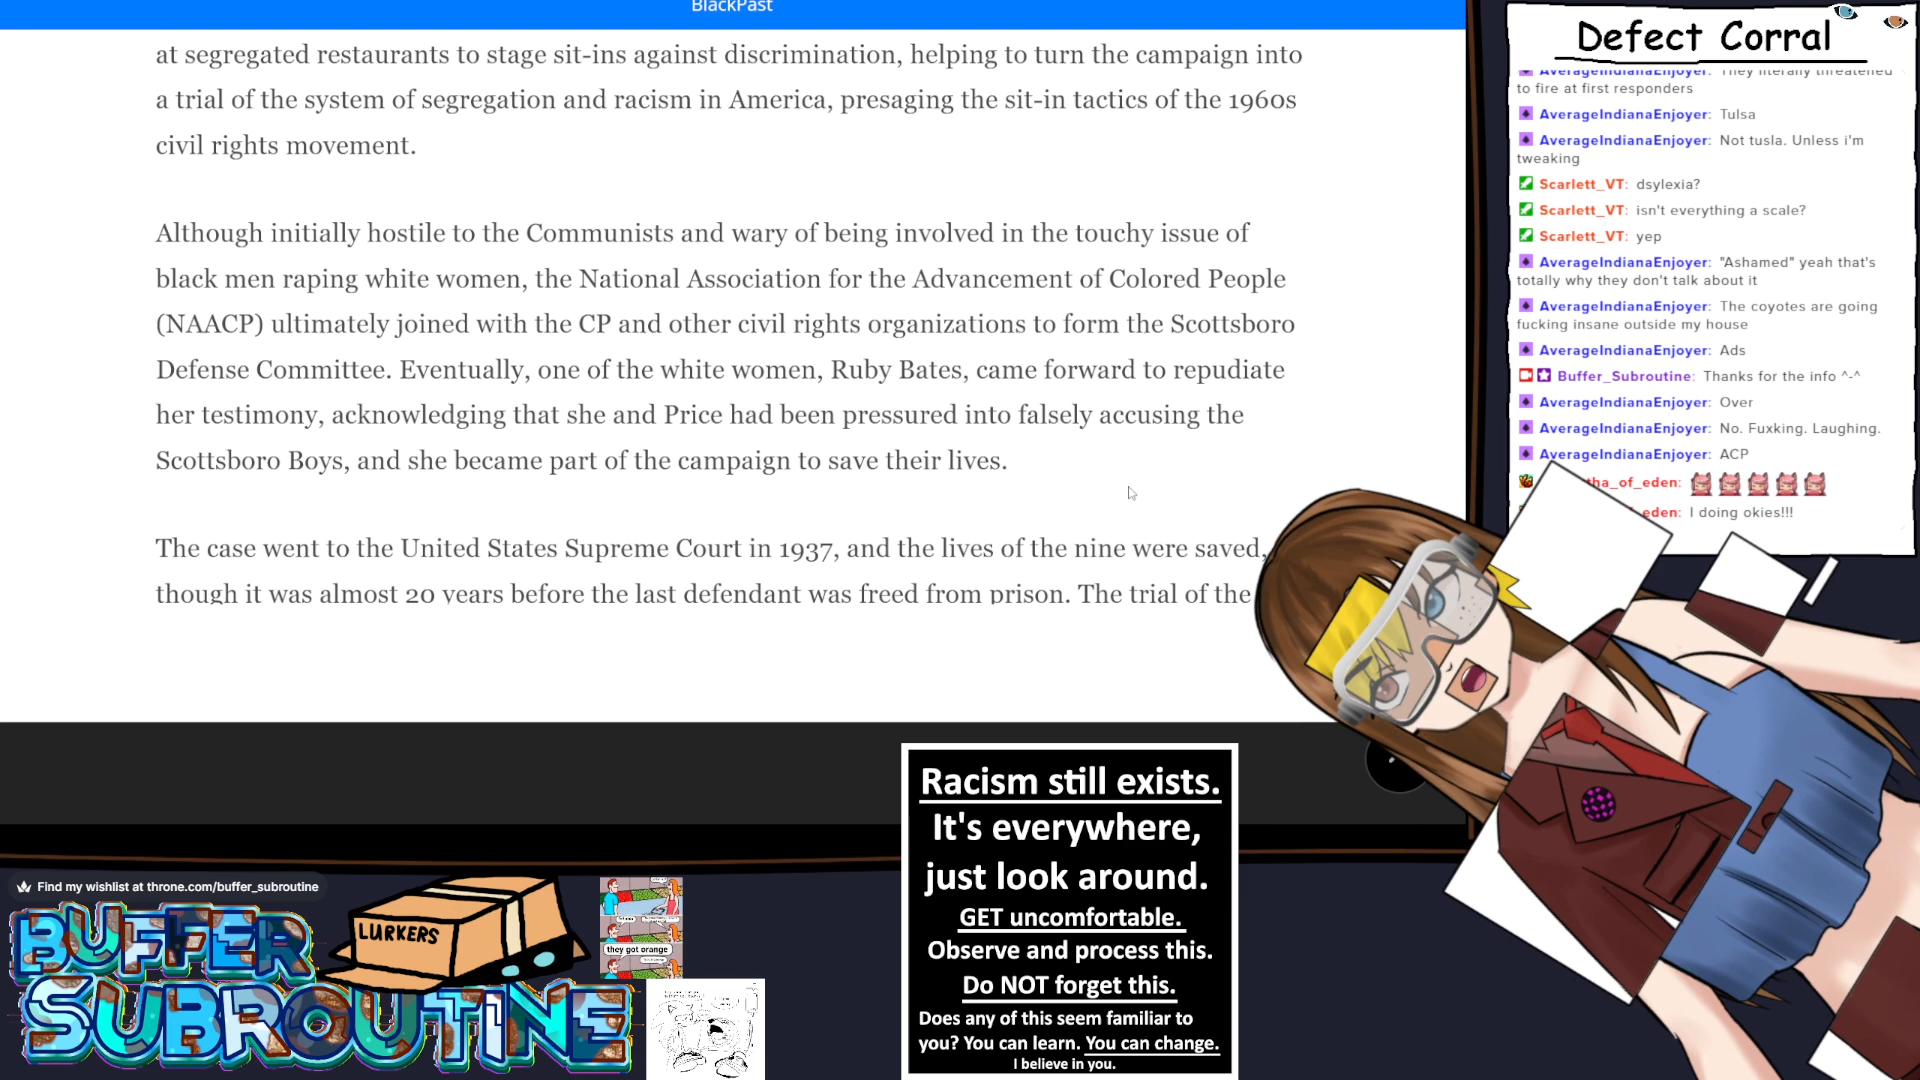 BlackPast
at segregated restaurants to stage sit-ins against discrimination, helping to turn the campaign into
a trial of the system of segregation and racism in America, presaging the sit-in tactics of the 1960s
civil rights movement.
Although initially hostile to the Communists and wary of being involved in the touchy issue of
black men raping white women, the National Association for the Advancement of Colored People
(NAACP) ultimately joined with the CP and other civil rights organizations to form the Scottsboro
Defense Committee. Eventually, one of the white women, Ruby Bates, came forward to repudiate
her testimony, acknowledging that she and Price had been pressured into falsely accusing the
Scottsboro Boys, and she became part of the campaign to save their lives.
The case went to the United States Supreme Court in 1937, and the lives of the nine were saved,
though it was almost 20 years before the last defendant was freed from prison. The trial of the
Defect Corral
AverageIndianaEnjoyer: They literally threatened
to fire at first responders
AverageIndianaEnjoyer: Tulsa
AverageIndianaEnjoyer: Not tusla. Unless i'm
tweaking
Scarlett_VT: dsylexia?
Scarlett_VT: isn't everything a scale?
Scarlett_VT: yep
AverageIndianaEnjoyer: "Ashamed" yeah that's
totally why they don't talk about it
AverageIndianaEnjoyer: The coyotes are going
fucking insane outside my house
AverageIndianaEnjoyer: Ads
Buffer_Subroutine: Thanks for the info ^-^
AverageIndianaEnjoyer: Over
AverageIndianaEnjoyer: No. Fuxking. Laughing.
AverageIndianaEnjoyer: ACP
tha_of_eden:
eden: I doing okies!!!
Find my wishlist at throne.com/buffer_subroutine
BUFFER
SUBROUTINE
LURKERS
they got orange
Racism still exists.
It's everywhere,
just look around.
GET uncomfortable.
Observe and process this.
Do NOT forget this.
Does any of this seem familiar to
you? You can learn. You can change.
I believe in you.